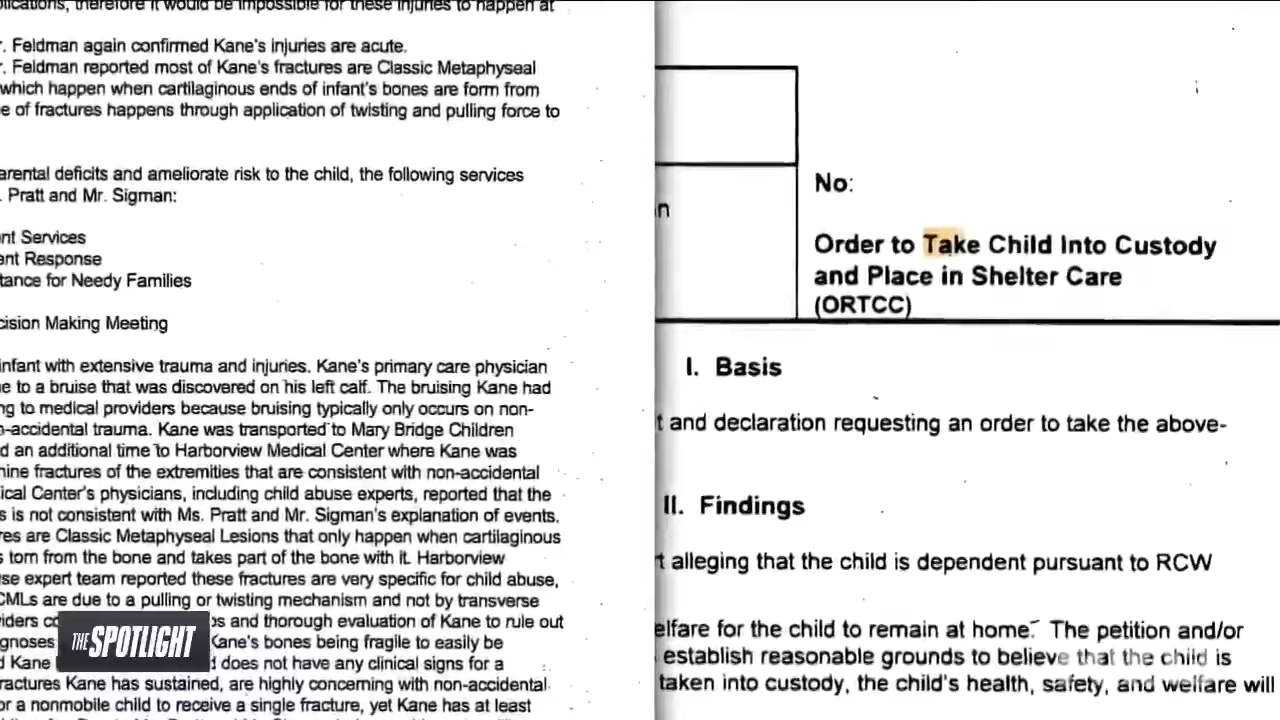 , therefore it would be impossible for these injuries to happen at
r. Feldman again confirmed Kane's injuries are acute.
r. Feldman reported most of Kane's fractures are Classic Metaphyseal
which happen when cartilaginous ends of infant's bones are form from
e of fractures happens through application of twisting and pulling force to
arental deficits and ameliorate risk to the child, the following services
. Pratt and Mr. Sigman:
nt Services
ent Response
tance for Needy Families
cision Making Meeting
infant with extensive trauma and injuries. Kane's primary care physician
e to a bruise that was discovered on his left calf. The bruising Kane had
ng to medical providers because bruising typically only occurs on non-
-accidental trauma. Kane was transported to Mary Bridge Children
d an additional time to Harborview Medical Center where Kane was
nine fractures of the extremities that are consistent with non-accidental
ical Center's physicians, including child abuse experts, reported that the
s is not consistent with Ms. Pratt and Mr. Sigman's explanation of events.
res are Classic Metaphyseal Lesions that only happen when cartilaginous
s torn from the bone and takes part of the bone with it. Harborview
se expert team reported these fractures are very specific for child abuse,
CMLs are due to a pulling or twisting mechanism and not by transverse
viders co s and thorough evaluation of Kane to rule out
gnoses Kane's bones being fragile to easily be
d Kane d does not have any clinical signs for a
ractures Kane has sustained, are highly concerning with non-accidental
or a nonmobile child to receive a single fracture, yet Kane has at least
THE SPOTLIGHT
n
No:
Order to Take Child Into Custody
and Place in Shelter Care
(ORTCC)
I. Basis
t and declaration requesting an order to take the above-
II. Findings
t alleging that the child is dependent pursuant to RCW
elfare for the child to remain at home. The petition and/or
establish reasonable grounds to believe that the child is
taken into custody, the child's health, safety, and welfare will